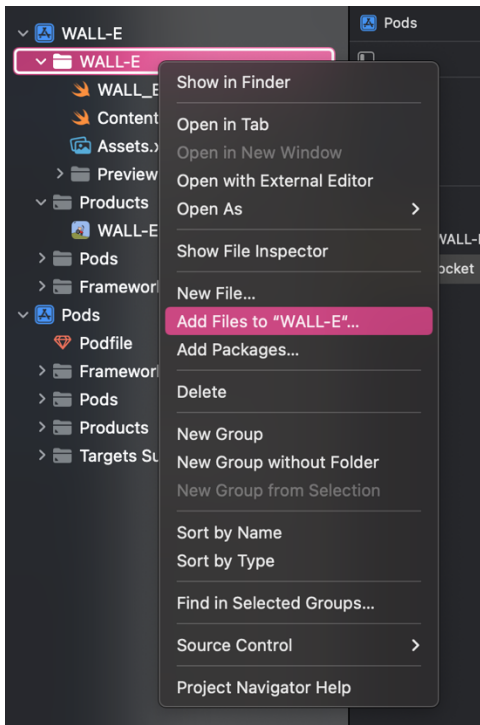 WALL-E
Pods
WALL-E
WALL_E
Show in Finder
Content
Open in Tab
Assets.x
Open in New Window
Preview
Open with External Editor
Products
Open As
WALL-E
WALL-E
Show File Inspector
Pods
ocket
Framewor
New File...
Pods
Add Files to “WALL-E”...
Podfile
Add Packages...
Framewor
Delete
Pods
Products
New Group
Targets Su
New Group without Folder
New Group from Selection
Sort by Name
Sort by Type
Find in Selected Groups...
Source Control
Project Navigator Help